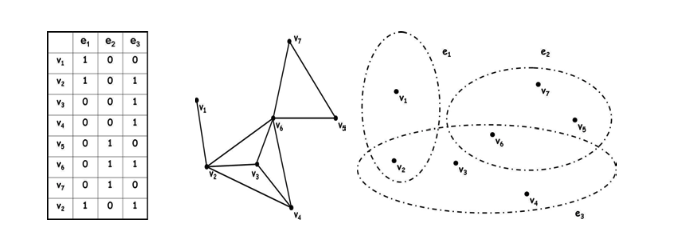 e1 e2 e3
v1 1 0 0
v2 1 0 1
v3 0 0 1
v4 0 0 1
v5 0 1 0
v6 0 1 1
v7 0 1 0
v2 1 0 1
v7
v1
v6
v5
v2
v3
v4
e1
e2
v1
v7
v5
v6
v2
v3
v4
e3